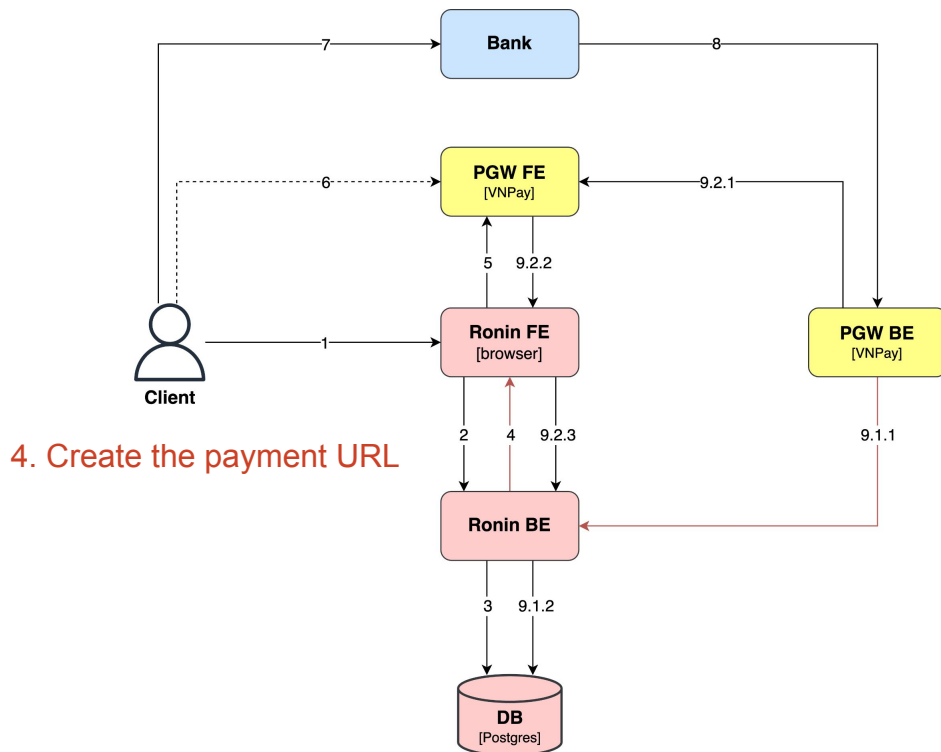 7
Bank
8
PGW FE
[VNPay]
6
9.2.1
5
9.2.2
Ronin FE
[browser]
PGW BE
[VNPay]
1
Client
2
4
9.2.3
9.1.1
4. Create the payment URL
Ronin BE
3
9.1.2
DB
[Postgres]